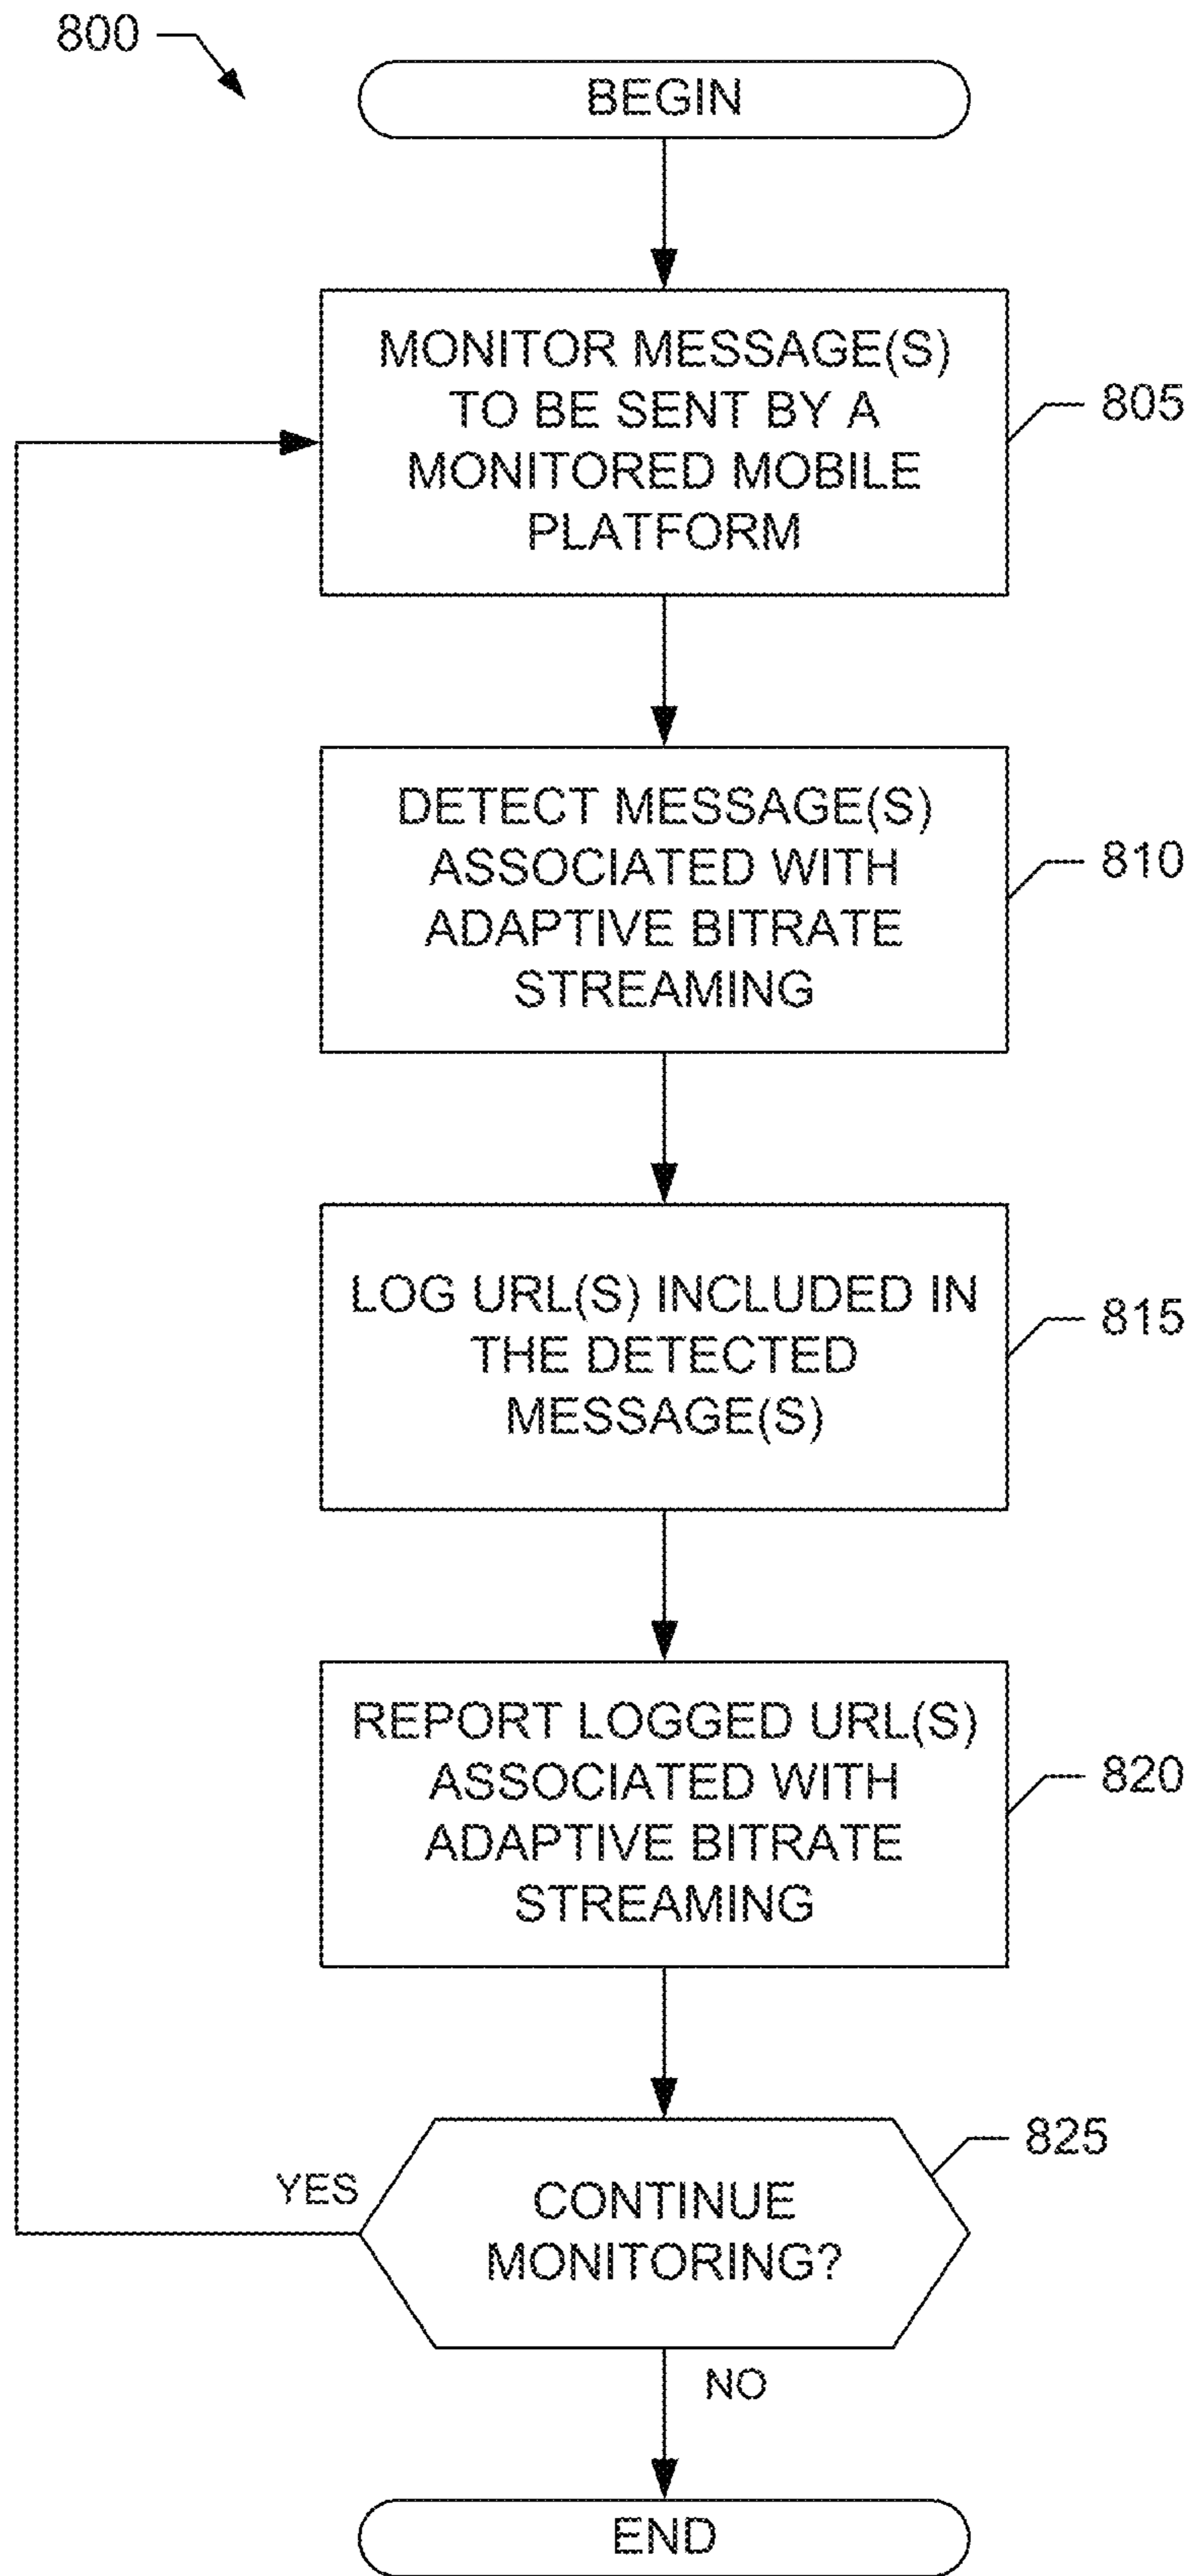 800
BEGIN
MONITOR MESSAGE(S)
TO BE SENT BY A
MONITORED MOBILE
PLATFORM
805
DETECT MESSAGE(S)
ASSOCIATED WITH
ADAPTIVE BITRATE
STREAMING
810
LOG URL(S) INCLUDED IN
THE DETECTED
MESSAGE(S)
815
REPORT LOGGED URL(S)
ASSOCIATED WITH
ADAPTIVE BITRATE
STREAMING
820
CONTINUE
MONITORING?
825
YES
NO
END